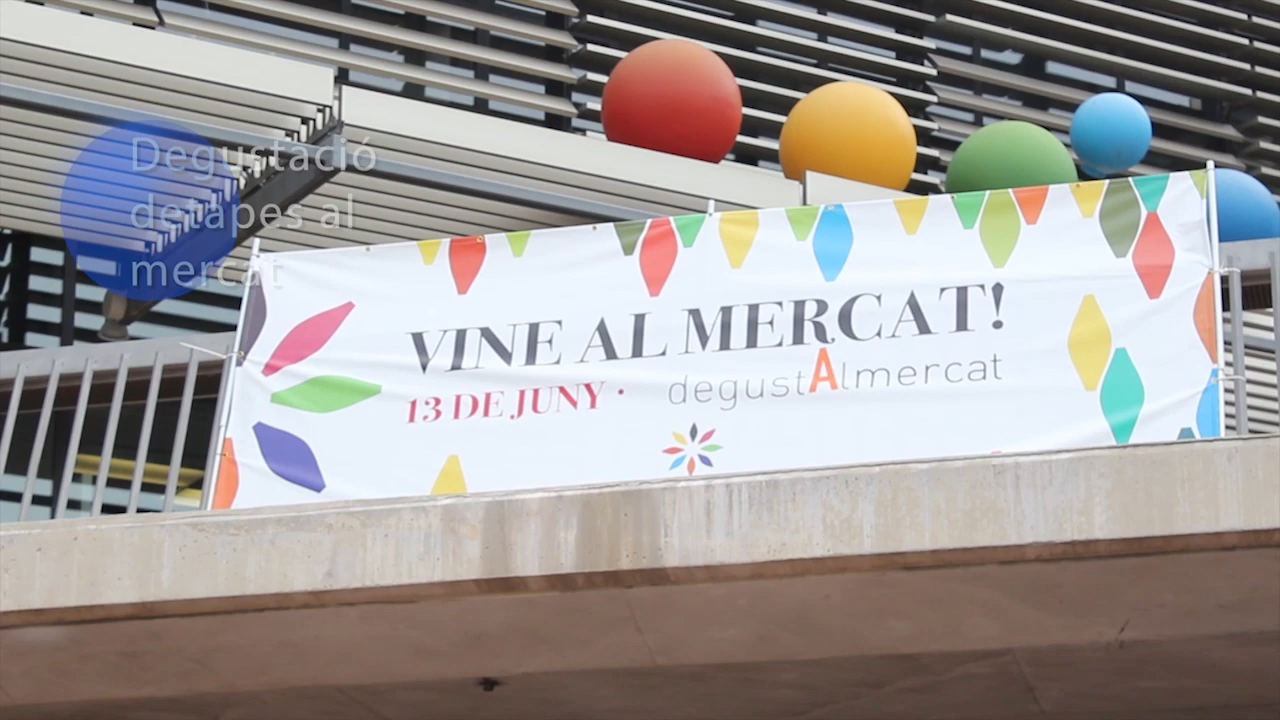 Degustació
de tapes al
mercat
VINE AL MERCAT!
13 DE JUNY · degustAlmercat